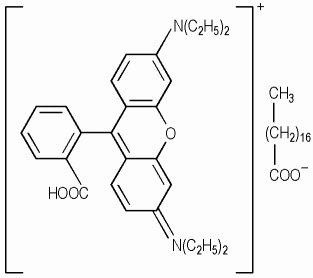 N(C₂H₅)₂
+
CH₃
O
(CH₂)₁₆
HOOC
COO⁻
N(C₂H₅)₂